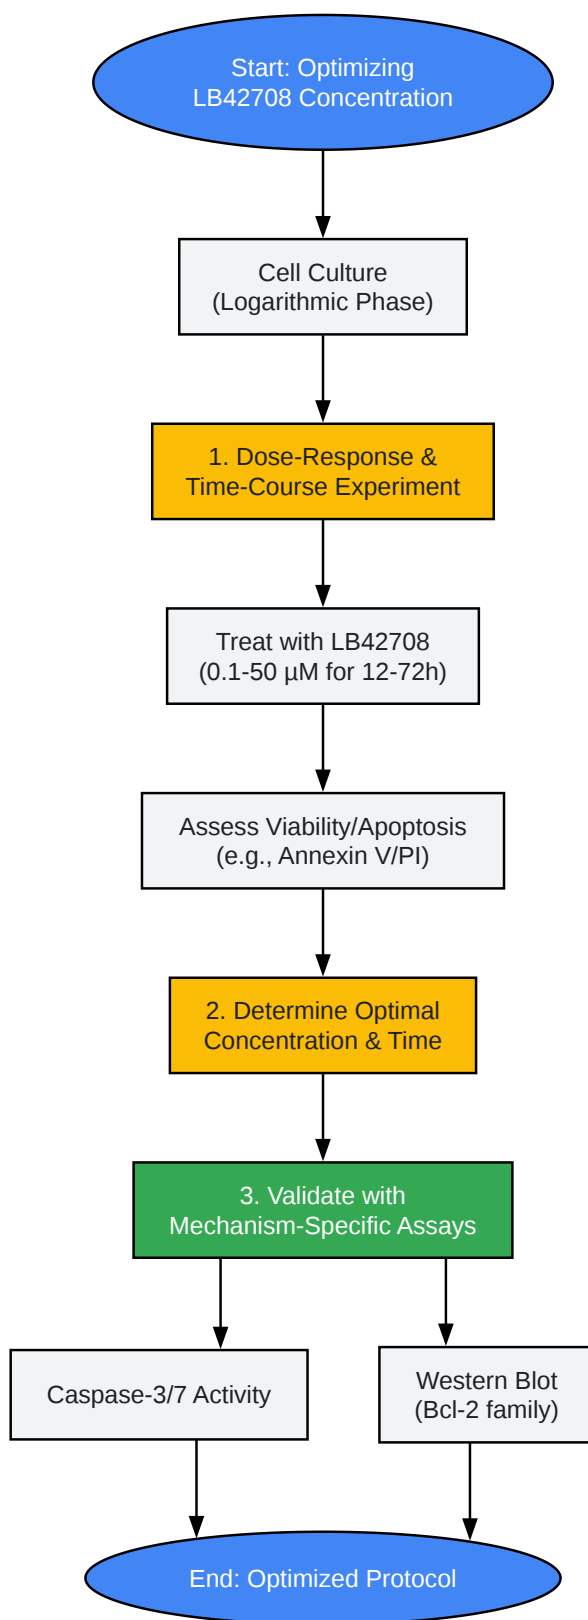 Start: Optimizing
LB42708 Concentration
Cell Culture
(Logarithmic Phase)
1. Dose-Response &
Time-Course Experiment
Treat with LB42708
(0.1-50 µM for 12-72h)
Assess Viability/Apoptosis
(e.g., Annexin V/PI)
2. Determine Optimal
Concentration & Time
3. Validate with
Mechanism-Specific Assays
Caspase-3/7 Activity
Western Blot
(Bcl-2 family)
End: Optimized Protocol